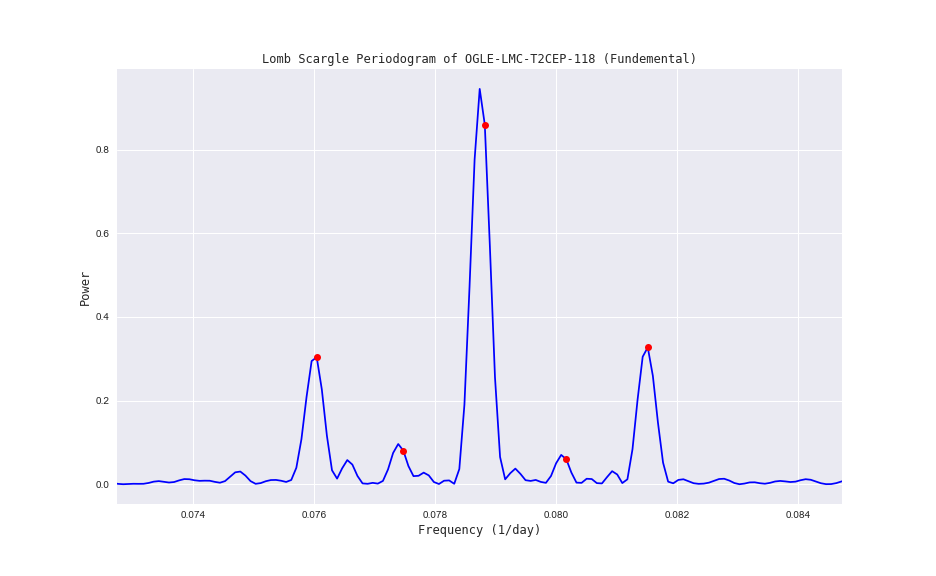 Lomb Scargle Periodogram of OGLE-LMC-T2CEP-118 (Fundemental)
0.8
0.6
0.4
0.2
0.0
Power
0.074 0.076 0.078 0.080 0.082 0.084
Frequency (1/day)